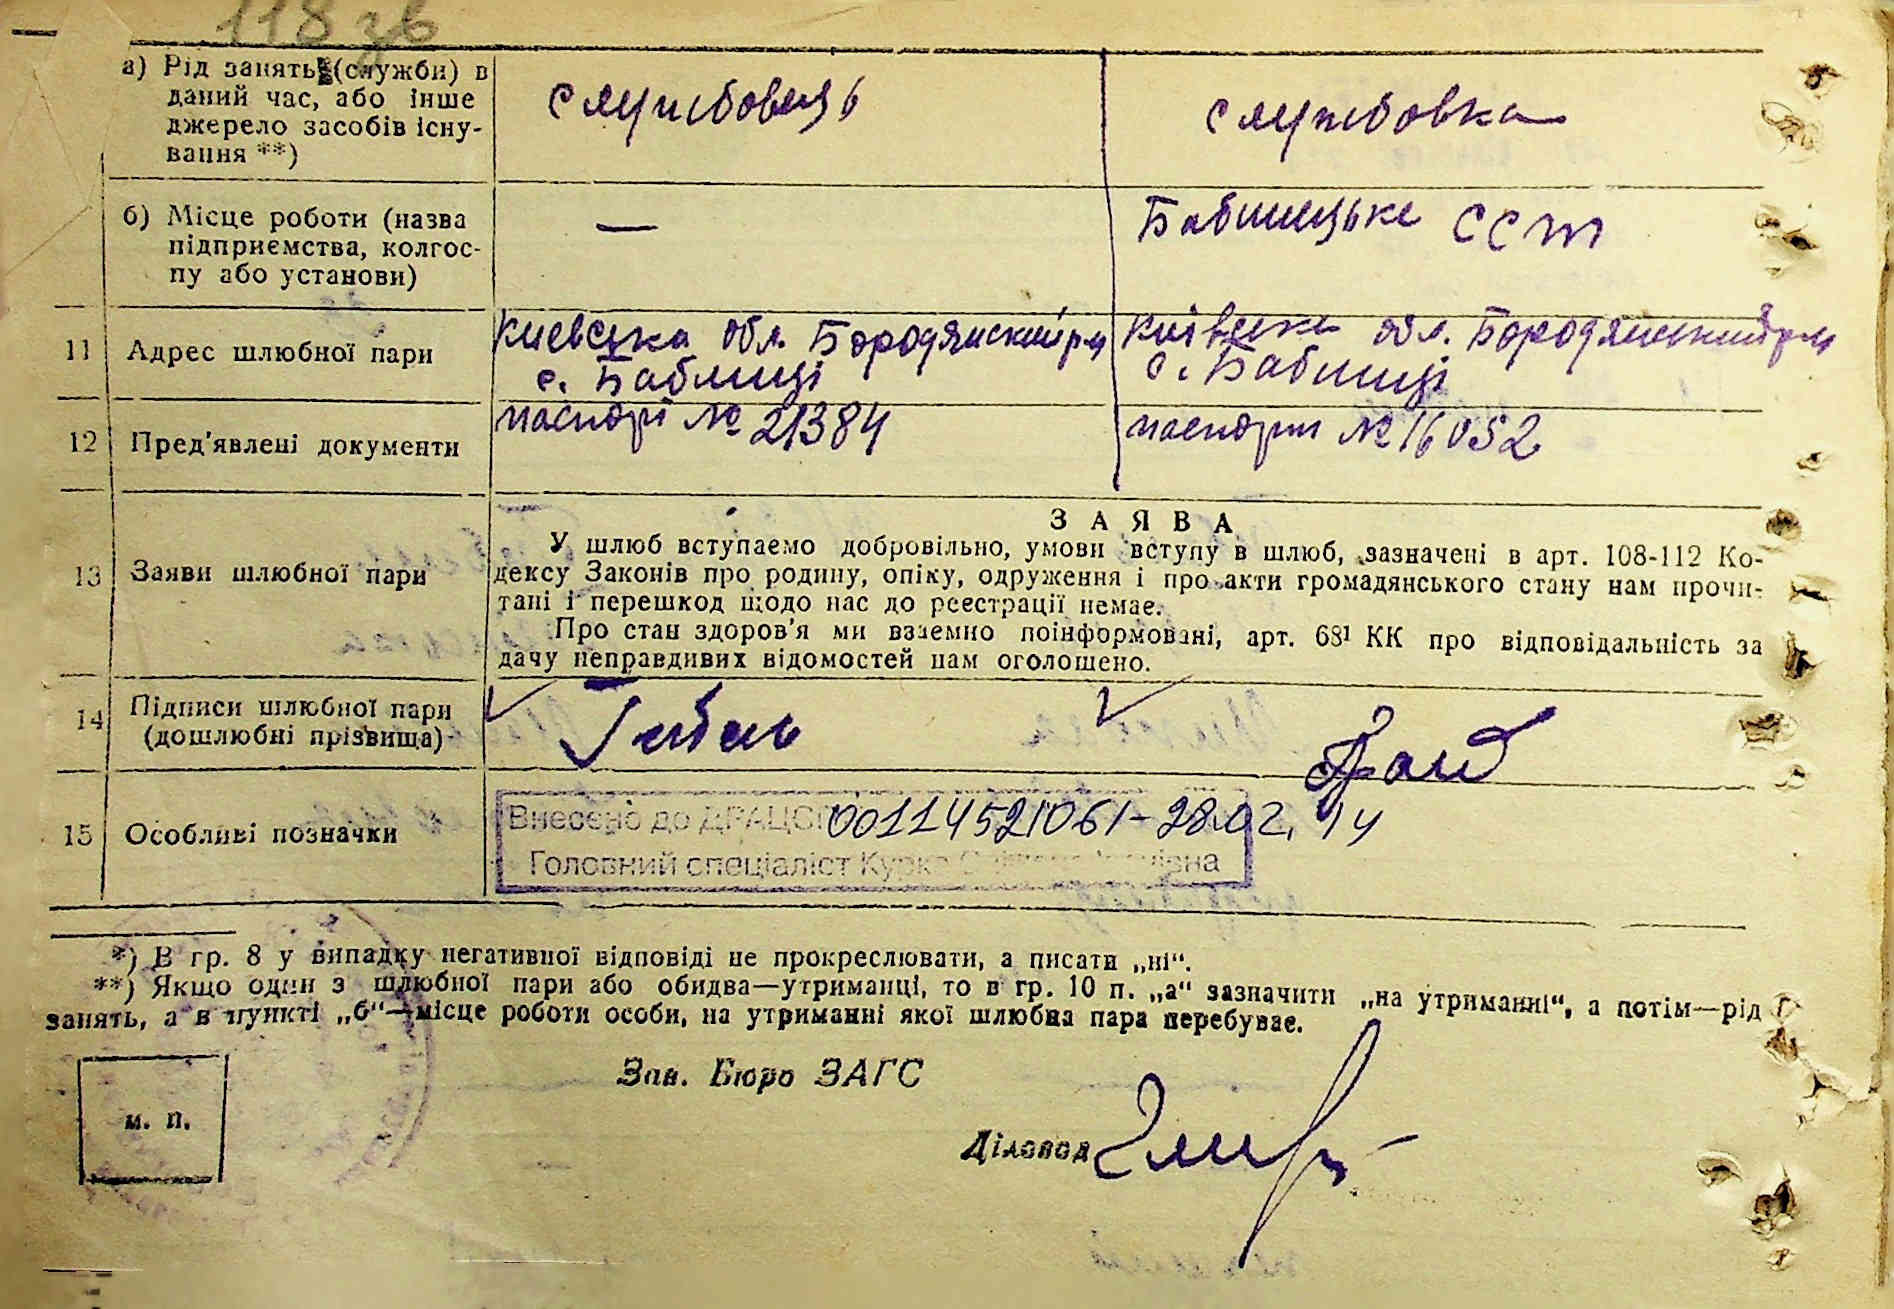 118 зв
а) Рід занять (служби) в
даний час, або інше
джерело засобів існу-
вання **)
службовець
службовка
б) Місце роботи (назва
підприємства, колгос-
пу або установи)
—
Бабинецьке ССТ
11 Адрес шлюбної пари
Киевська обл. Бородянский р-н
с. Бабинці
Київська обл. Бородянський р-н
с. Бабинці
12 Пред'явлені документи
паспорт № 21384
паспорт № 16052
13 Заяви шлюбної пари
ЗАЯВА
У шлюб вступаємо добровільно, умови вступу в шлюб, зазначені в арт. 108-112 Ко-
дексу Законів про родину, опіку, одруження і про акти громадянського стану нам прочи-
тані і перешкод щодо нас до реєстрації немає.
Про стан здоров'я ми взаємно поінформовані, арт. 68¹ КК про відповідальність за
дачу неправдивих відомостей нам оголошено.
14 Підписи шлюбної пари
(дошлюбні прізвища)
15 Особливі позначки
Внесено до ДРАЦСГ 00114521061-28.02.14
Головний спеціаліст
*) В гр. 8 у випадку негативної відповіді не прокреслювати, а писати „ні“.
**) Якщо один з шлюбної пари або обидва—утриманці, то в гр. 10 п. „а“ зазначити „на утриманні“, а потім—рід
занять, а в пункті „б“—місце роботи особи, на утриманні якої шлюбна пара перебуває.
Зав. Бюро ЗАГС
м. п.
Діловод